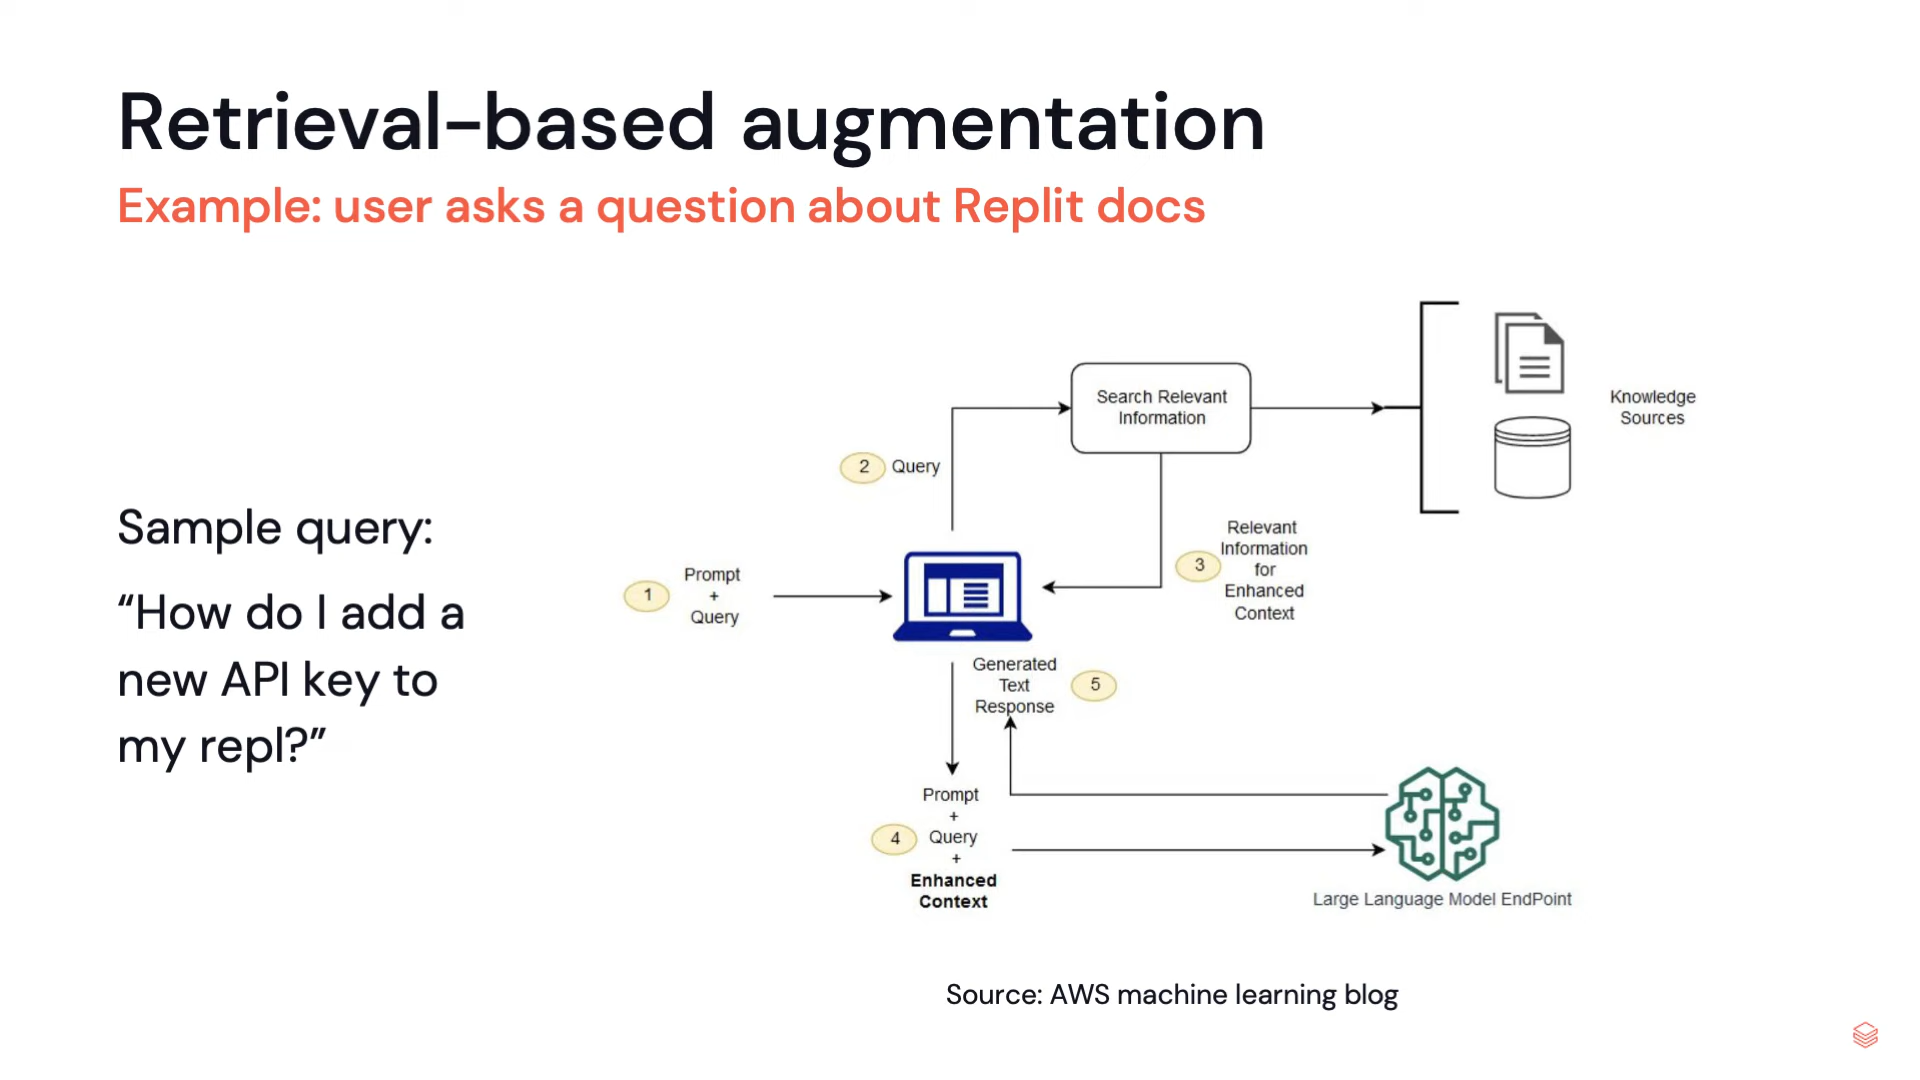 Retrieval-based augmentation
Example: user asks a question about Replit docs
Sample query:
“How do I add a
new API key to
my repl?”
1
Prompt
+
Query
2
Query
Search Relevant
Information
Knowledge
Sources
3
Relevant
Information
for
Enhanced
Context
Generated
Text
Response
5
4
Prompt
+
Query
+
Enhanced
Context
Large Language Model EndPoint
Source: AWS machine learning blog